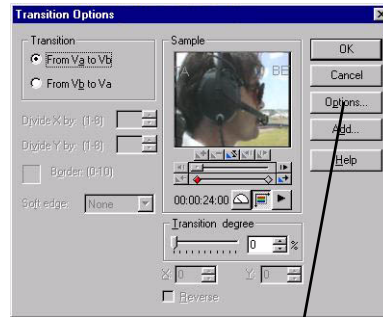 Transition Options
Transition
From Va to Vb
From Vb to Va
Divide X by: (1-8)
Divide Y by: (1-8)
Border: (0-10)
Soft edge: None
Sample
A
BE
00:00:24:00
Transition degree
0 %
X: 0 Y: 0
Reverse
OK
Cancel
Options...
Add...
Help